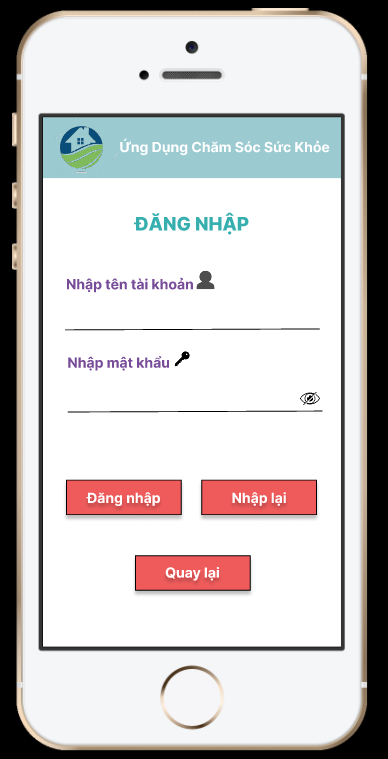 Ứng Dụng Chăm Sóc Sức Khỏe
ĐĂNG NHẬP
Nhập tên tài khoản
Nhập mật khẩu
Đăng nhập
Nhập lại
Quay lại